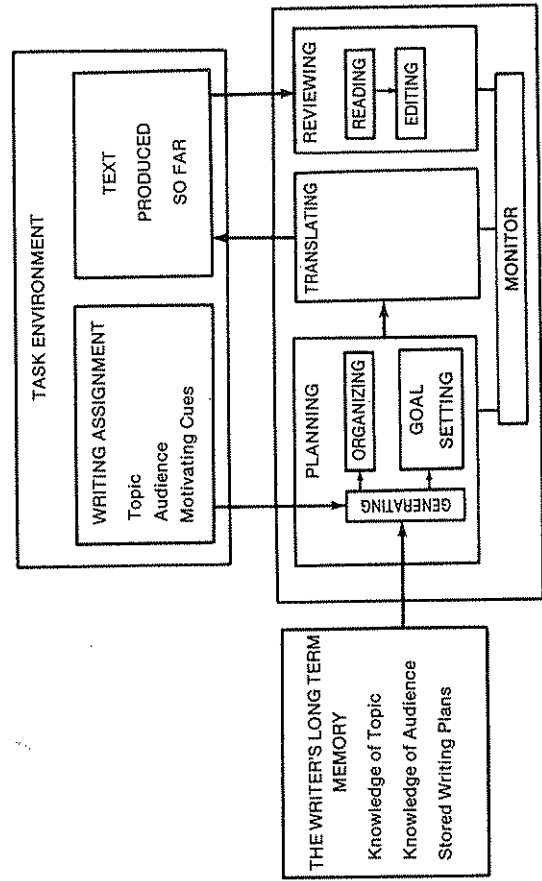 TASK ENVIRONMENT
WRITING ASSIGNMENT
Topic
Audience
Motivating Cues
TEXT
PRODUCED
SO FAR
THE WRITER'S LONG TERM
MEMORY
Knowledge of Topic
Knowledge of Audience
Stored Writing Plans
PLANNING
GENERATING
ORGANIZING
GOAL
SETTING
TRANSLATING
REVIEWING
READING
EDITING
MONITOR